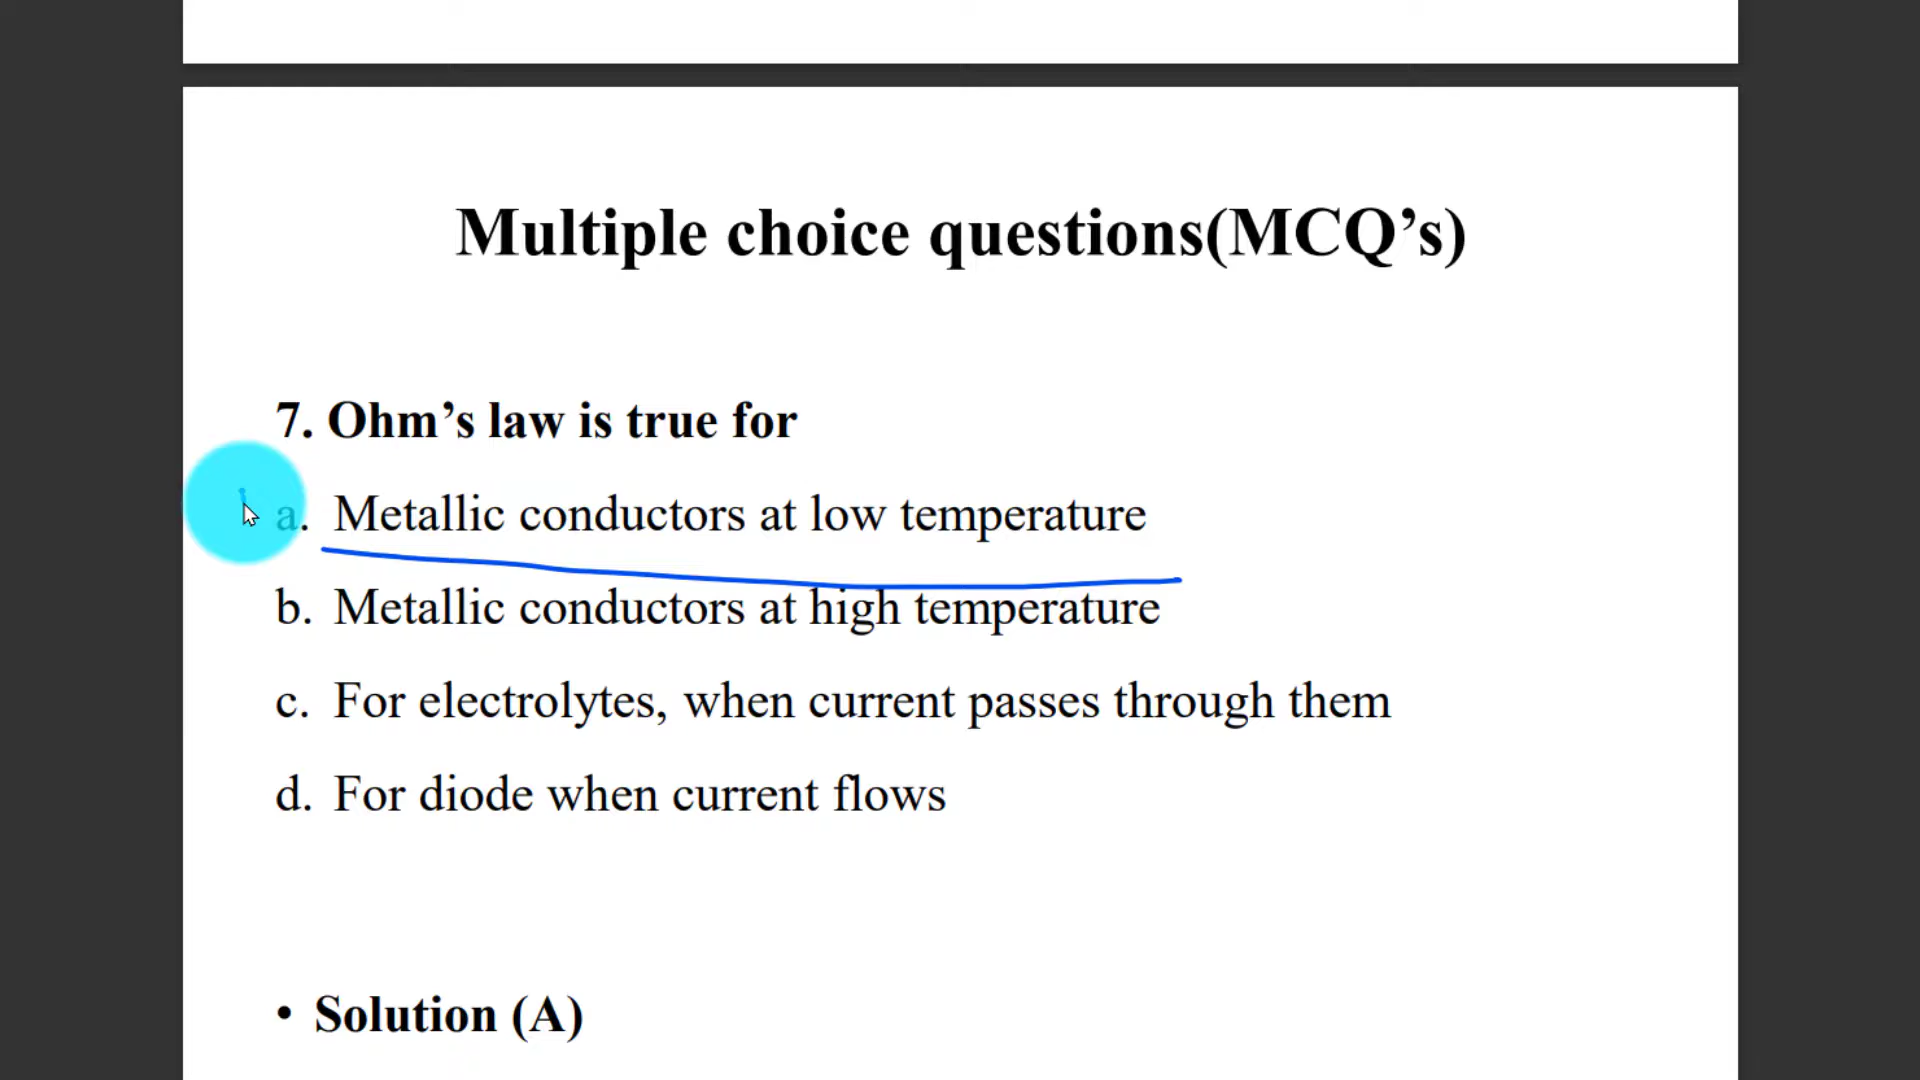 Multiple choice questions(MCQ’s)
7. Ohm’s law is true for
a. Metallic conductors at low temperature
b. Metallic conductors at high temperature
c. For electrolytes, when current passes through them
d. For diode when current flows
• Solution (A)